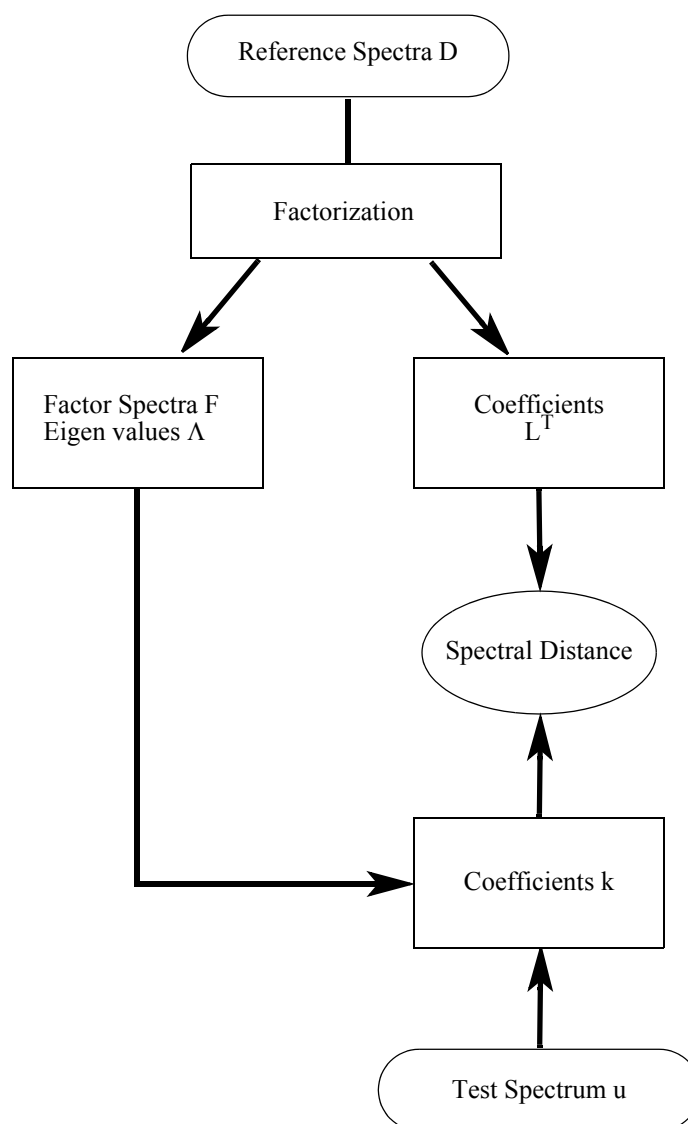 Reference Spectra D
Factorization
Factor Spectra F
Eigen values Λ
Coefficients
L^T
Spectral Distance
Coefficients k
Test Spectrum u